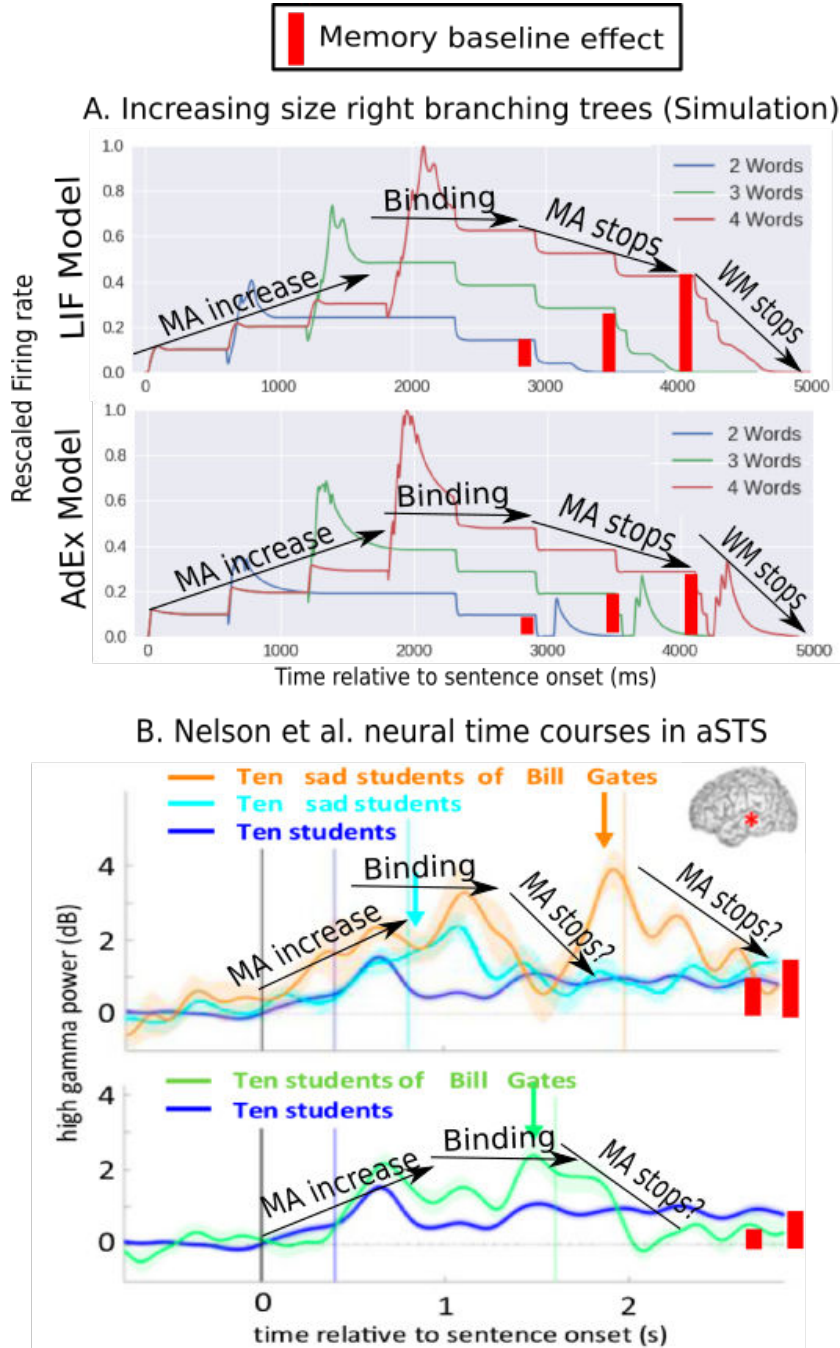 Memory baseline effect
A. Increasing size right branching trees (Simulation)
Rescaled Firing rate
LIF Model
1.0
0.8
0.6
0.4
0.2
0.0
2 Words
3 Words
4 Words
MA increase
Binding
MA stops
WM stops
0
1000
2000
3000
4000
5000
AdEx Model
1.0
0.8
0.6
0.4
0.2
0.0
2 Words
3 Words
4 Words
MA increase
Binding
MA stops
WM stops
0
1000
2000
3000
4000
5000
Time relative to sentence onset (ms)
B. Nelson et al. neural time courses in aSTS
high gamma power (dB)
Ten sad students of Bill Gates
Ten sad students
Ten students
4
2
0
MA increase
Binding
MA stops?
MA stops?
*
Ten students of Bill Gates
Ten students
4
2
0
MA increase
Binding
MA stops?
0
1
2
time relative to sentence onset (s)